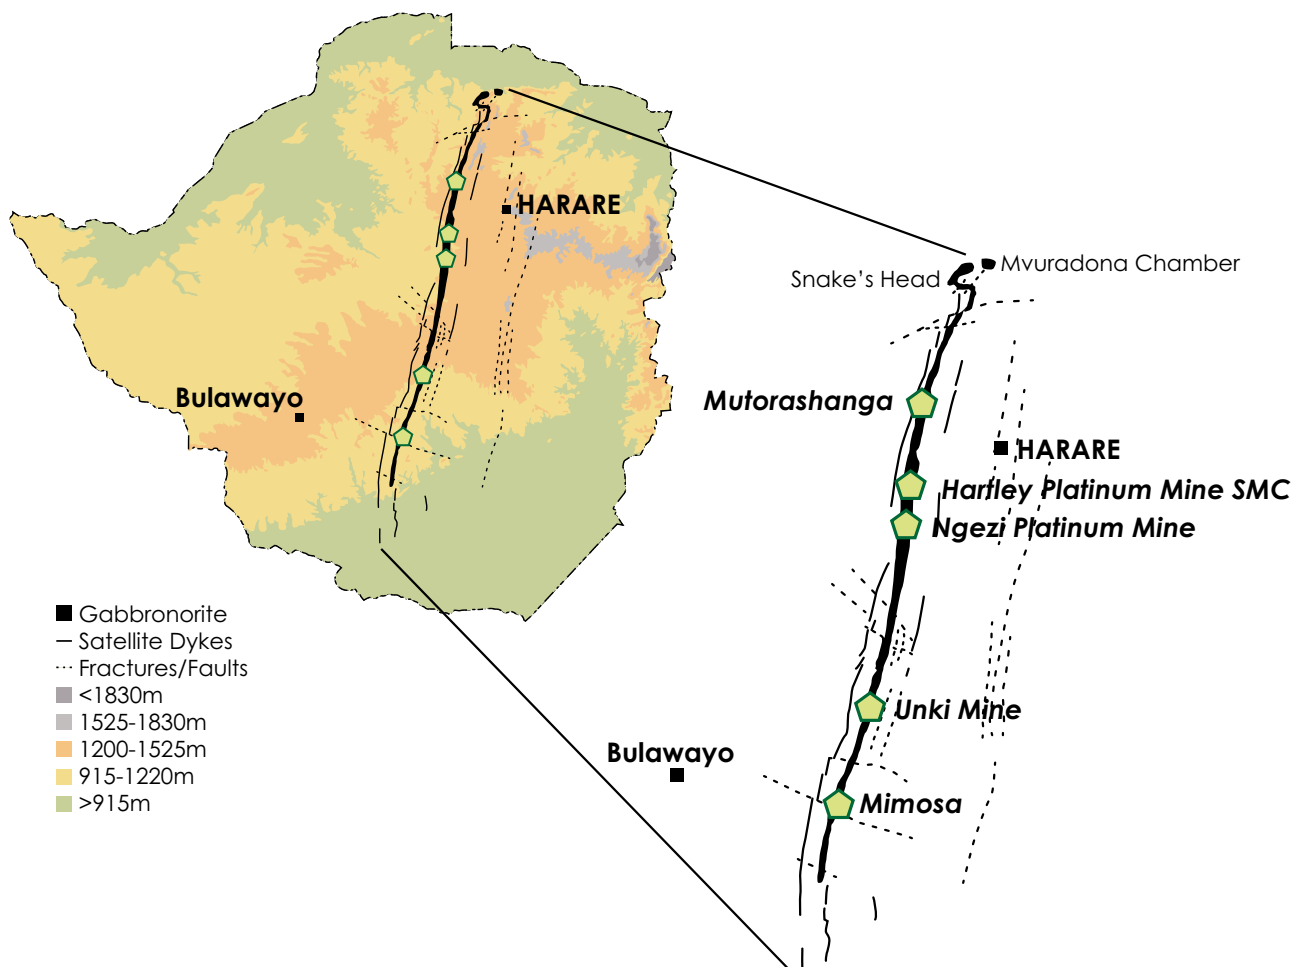 HARARE
Bulawayo
Snake’s Head
Mvuradona Chamber
Mutorashanga
HARARE
Hartley Platinum Mine SMC
Ngezi Platinum Mine
Unki Mine
Bulawayo
Mimosa
Gabbronorite
Satellite Dykes
Fractures/Faults
<1830m
1525-1830m
1200-1525m
915-1220m
>915m